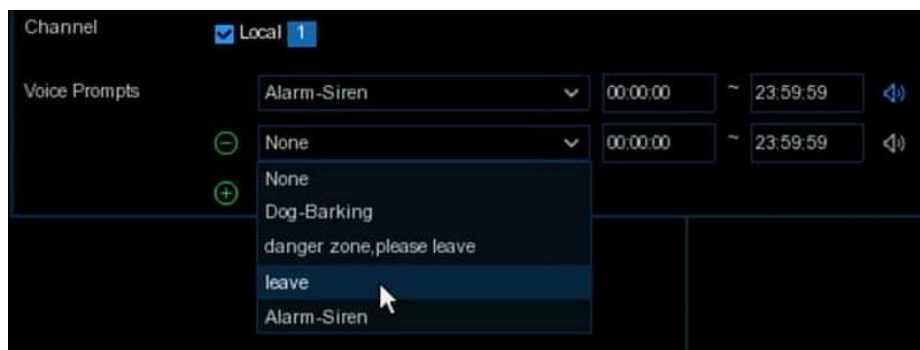 Channel Local 1
Voice Prompts Alarm-Siren 00:00:00 ~ 23:59:59
None 00:00:00 ~ 23:59:59
None
Dog-Barking
danger zone,please leave
leave
Alarm-Siren